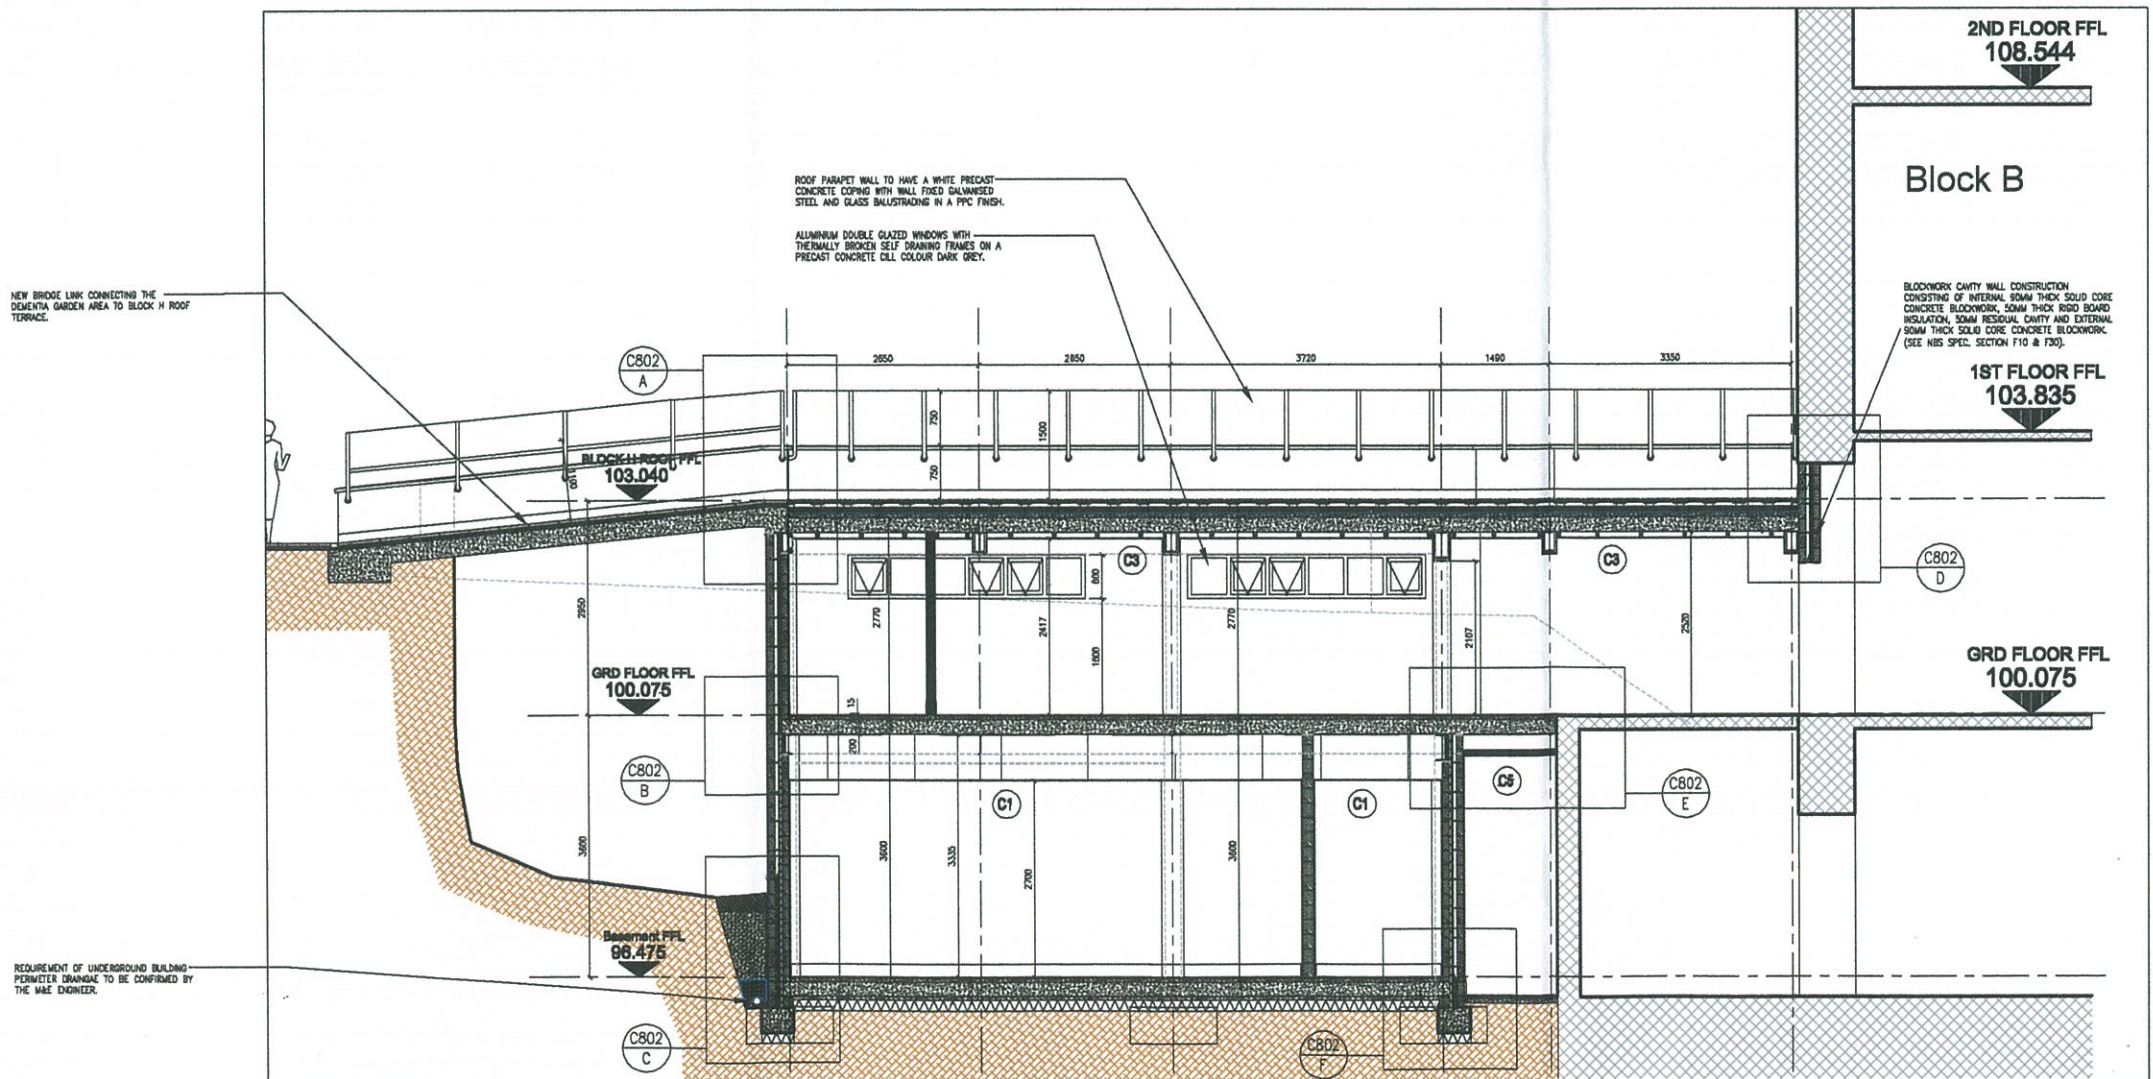 2ND FLOOR FFL
108.544
Block B
ROOF PARAPET WALL TO HAVE A WHITE PRECAST
CONCRETE COPING WITH WALL FIXED GALVANISED
STEEL AND GLASS BALUSTRADING IN A PPC FINISH.
ALUMINIUM DOUBLE GLAZED WINDOWS WITH
THERMALLY BROKEN SELF DRAINING FRAMES ON A
PRECAST CONCRETE CILL COLOUR DARK GREY.
NEW BRIDGE LINK CONNECTING THE
DEMENTIA GARDEN AREA TO BLOCK H ROOF
TERRACE.
BLOCKWORK CAVITY WALL CONSTRUCTION
CONSISTING OF INTERNAL 90MM THICK SOLID CORE
CONCRETE BLOCKWORK, 50MM THICK RIGID BOARD
INSULATION, 50MM RESIDUAL CAVITY AND EXTERNAL
90MM THICK SOLID CORE CONCRETE BLOCKWORK.
(SEE NBS SPEC. SECTION F10 & F30).
1ST FLOOR FFL
103.835
C802
A
2650
2650
3720
1490
3350
750
1500
750
1100
BLOCK H ROOF FFL
103.040
C3
C3
C802
D
600
2950
2770
2417
1800
2770
2167
2520
GRD FLOOR FFL
100.075
GRD FLOOR FFL
100.075
15
200
C802
B
C1
C1
C5
C802
E
3600
3600
3335
2700
3600
Basement FFL
96.475
REQUIREMENT OF UNDERGROUND BUILDING
PERIMETER DRAINGAE TO BE CONFIRMED BY
THE M&E ENGINEER.
C802
C
C802
F